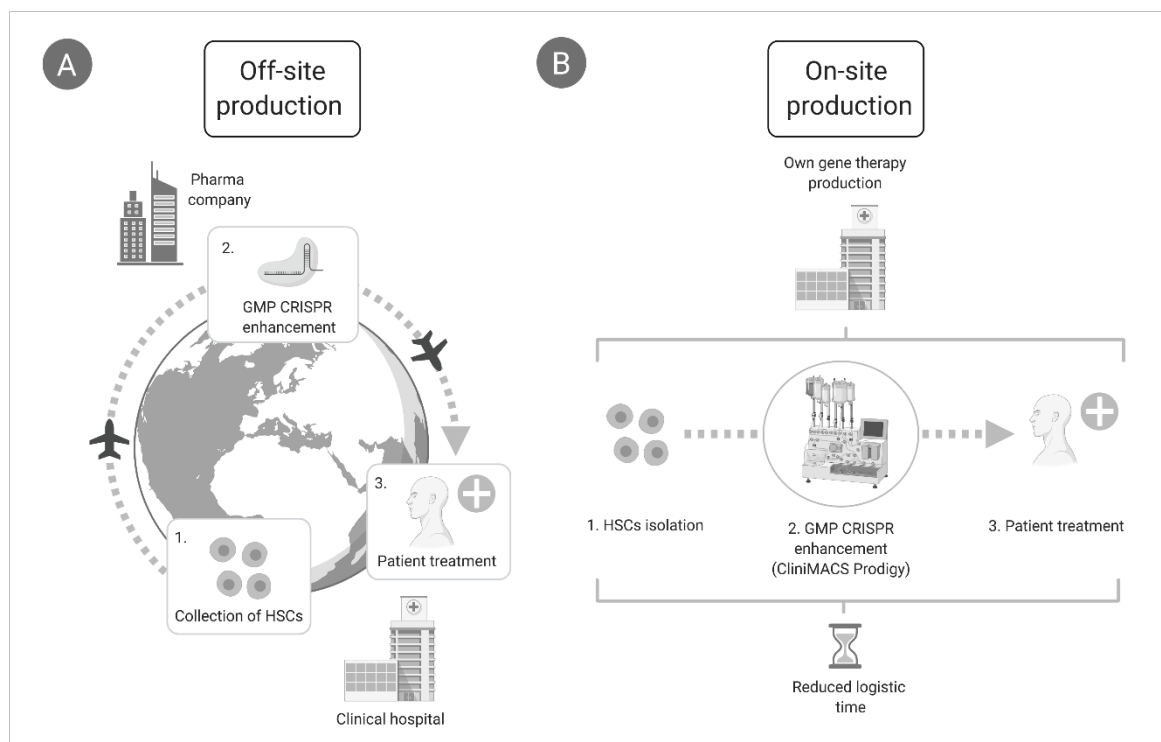 A
Off-site
production
Pharma
company
2.
GMP CRISPR
enhancement
1.
Collection of HSCs
3.
Patient treatment
Clinical hospital
B
On-site
production
Own gene therapy
production
1. HSCs isolation
2. GMP CRISPR
enhancement
(CliniMACS Prodigy)
3. Patient treatment
Reduced logistic
time